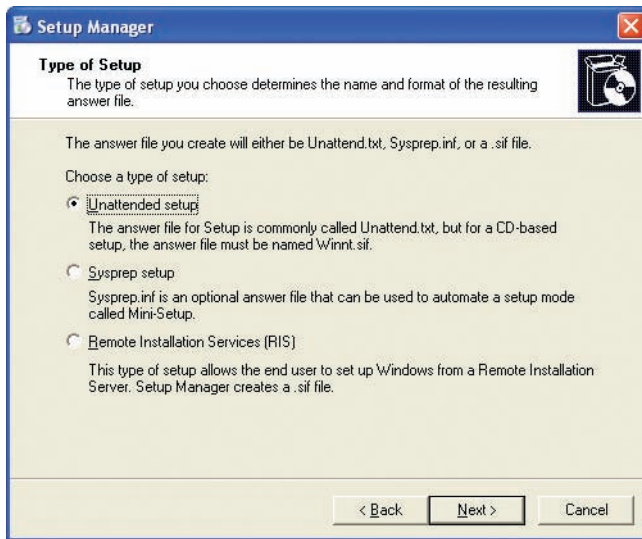 Setup Manager
Type of Setup
The type of setup you choose determines the name and format of the resulting
answer file.
The answer file you create will either be Unattend.txt, Sysprep.inf, or a .sif file.
Choose a type of setup:
Unattended setup
The answer file for Setup is commonly called Unattend.txt, but for a CD-based
setup, the answer file must be named Winnt.sif.
Sysprep setup
Sysprep.inf is an optional answer file that can be used to automate a setup mode
called Mini-Setup.
Remote Installation Services (RIS)
This type of setup allows the end user to set up Windows from a Remote Installation
Server. Setup Manager creates a .sif file.
< Back Next > Cancel